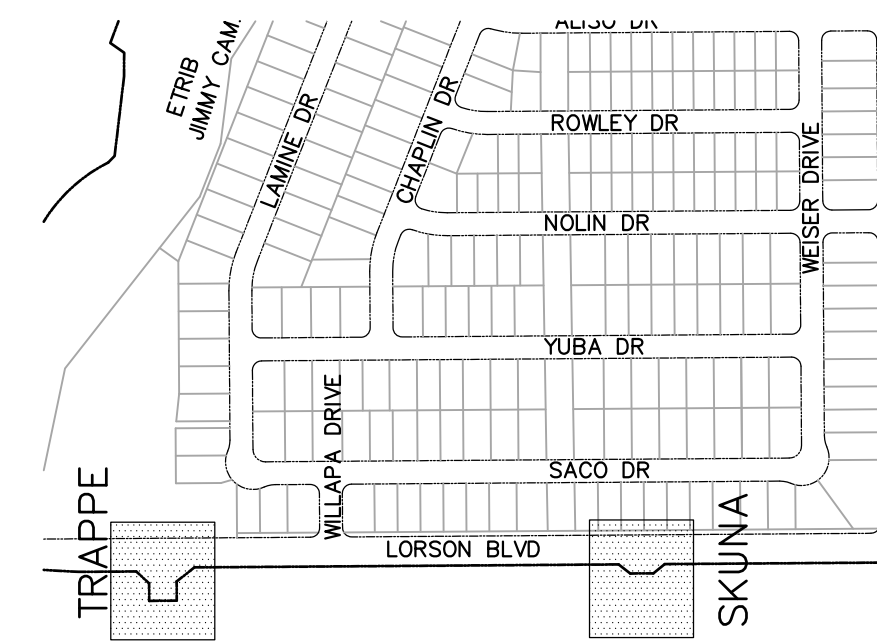 ALISO DR
ETRIB
JIMMY CAM.
LAMINE DR
CHAPLIN DR
ROWLEY DR
WEISER DRIVE
NOLIN DR
YUBA DR
WILLAPA DRIVE
SACO DR
TRAPPE
LORSON BLVD
SKUNA